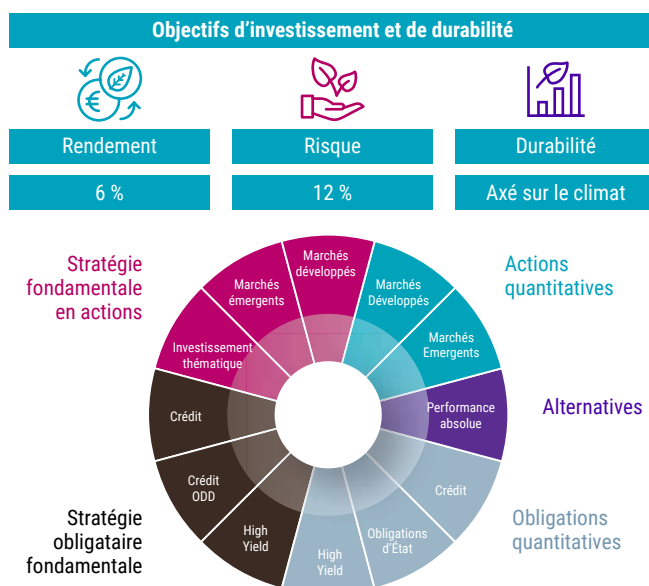 Objectifs d’investissement et de durabilité
Rendement
Risque
Durabilité
6 %
12 %
Axé sur le climat
Stratégie
fondamentale
en actions
Marchés
émergents
Marchés
développés
Marchés
Développés
Actions
quantitatives
Investissement
thématique
Marchés
Emergents
Crédit
Performance
absolue
Alternatives
Crédit
ODD
Crédit
Stratégie
obligataire
fondamentale
High
Yield
High
Yield
Obligations
d’État
Obligations
quantitatives
€